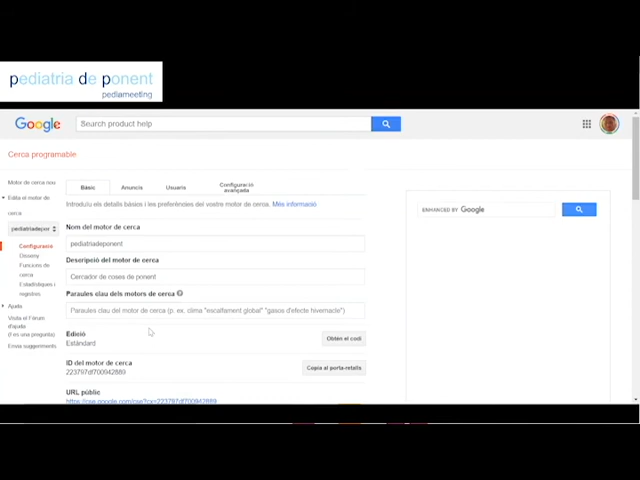 pediatria de ponent
pediameeting
Google
Search product help
Cerca programable
Motor de cerca nou
Edita el motor de
cerca
pediatriadepor
Configuració
Disseny
Funcions de
cerca
Estadístiques i
registres
Ajuda
Visita el Fòrum
d'ajuda
(Fes una pregunta)
Envia suggeriments
Bàsic
Anuncis
Usuaris
Configuració
avançada
Introduïu els detalls bàsics i les preferències del vostre motor de cerca. Més informació
Nom del motor de cerca
pediatriadeponent
Descripció del motor de cerca
Cercador de coses de ponent
Paraules clau dels motors de cerca
Paraules clau del motor de cerca (p. ex. clima "escalfament global" "gasos d'efecte hivernacle")
Edició
Estàndard
Obtén el codi
ID del motor de cerca
Copia al porta-retalls
URL públic
ENHANCED BY Google